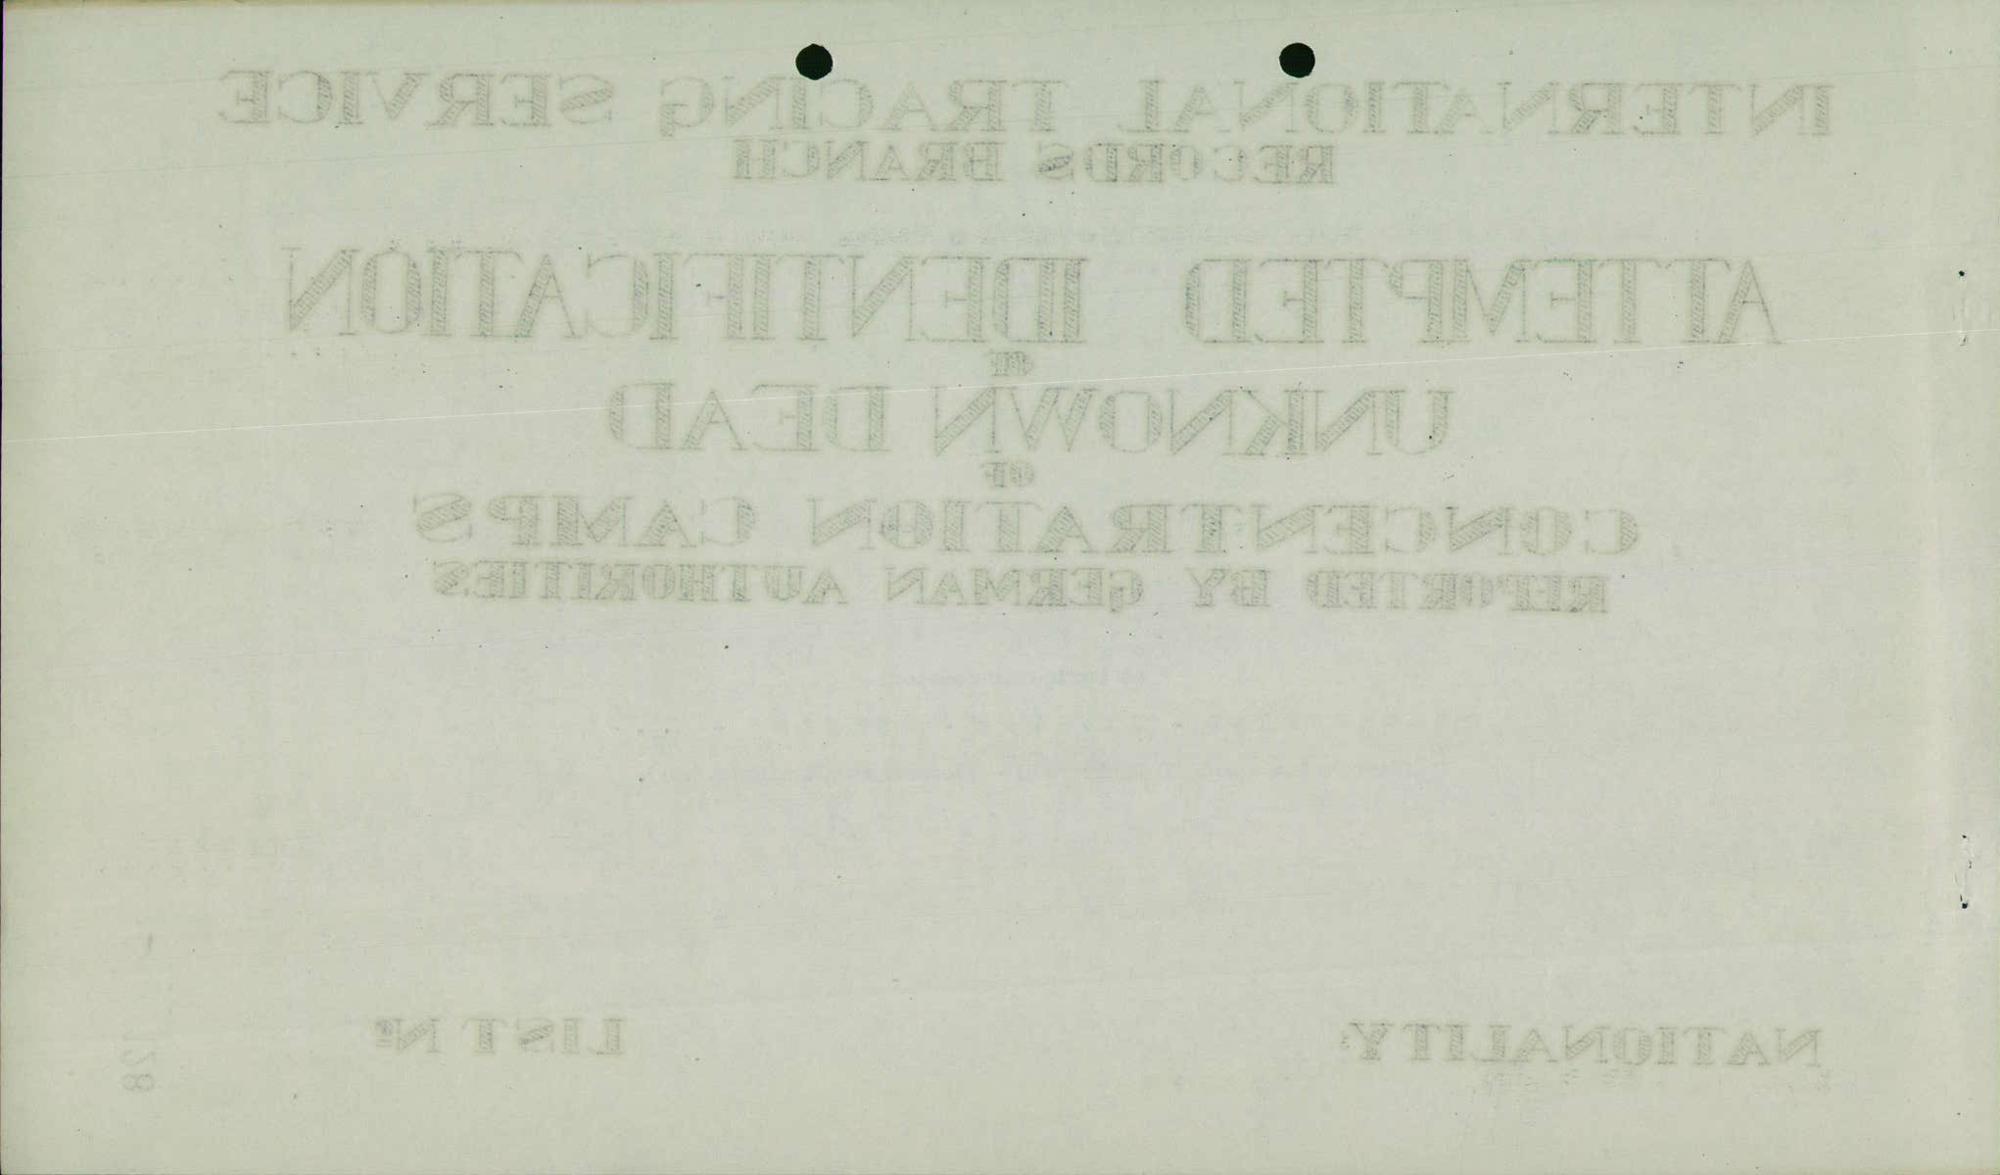 INTERNATIONAL TRACING SERVICE
RECORDS BRANCH
ATTEMPTED IDENTIFICATION
OF
UNKNOWN DEAD
OF
CONCENTRATION CAMPS
REPORTED BY GERMAN AUTHORITIES
NATIONALITY: LIST Nº
128